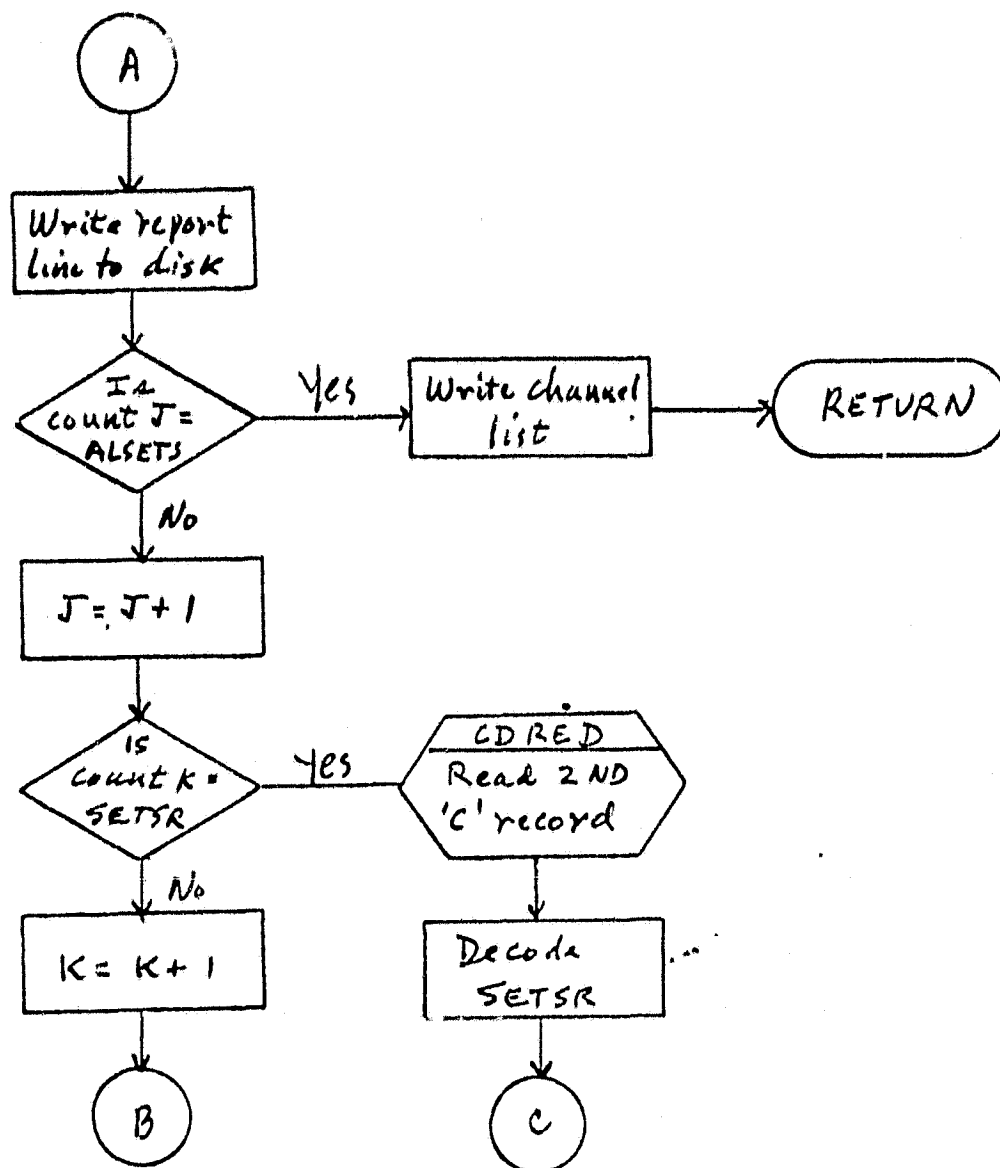 A
Write report
line to disk
Is
count J =
ALSETS
Yes
Write channel
list
RETURN
No
J = J + 1
is
count K =
SETSR
Yes
CDRED
Read 2ND
'C' record
No
K = K + 1
Decode
SETSR
B
C